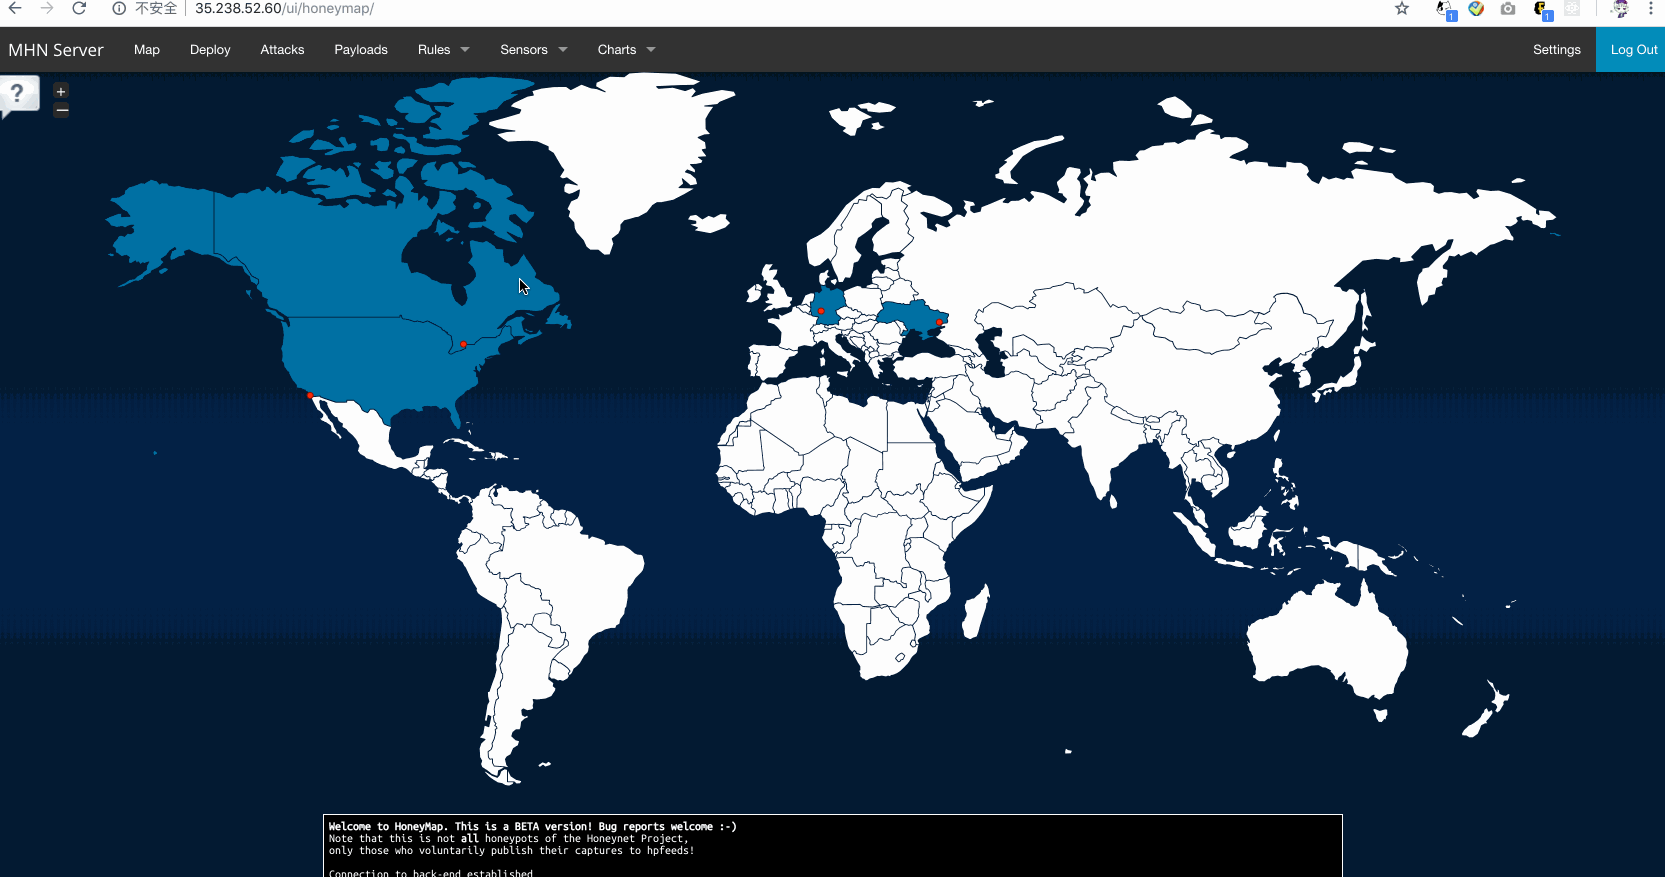 不安全 35.238.52.60/ui/honeymap/
1 1
MHN Server Map Deploy Attacks Payloads Rules Sensors Charts Settings Log Out
?
+
−
Welcome to HoneyMap. This is a BETA version! Bug reports welcome :-)
Note that this is not all honeypots of the Honeynet Project,
only those who voluntarily publish their captures to hpfeeds!
Connection to back-end established